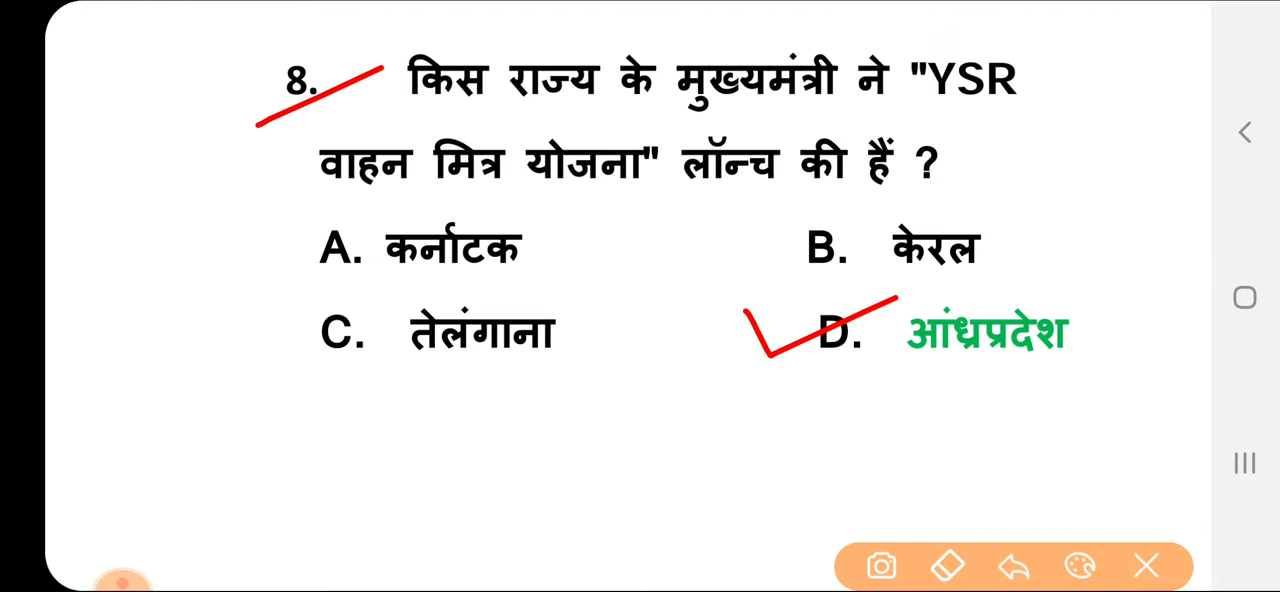 8. किस राज्य के मुख्यमंत्री ने "YSR
वाहन मित्र योजना" लॉन्च की हैं ?
A. कर्नाटक B. केरल
C. तेलंगाना D. आंध्रप्रदेश